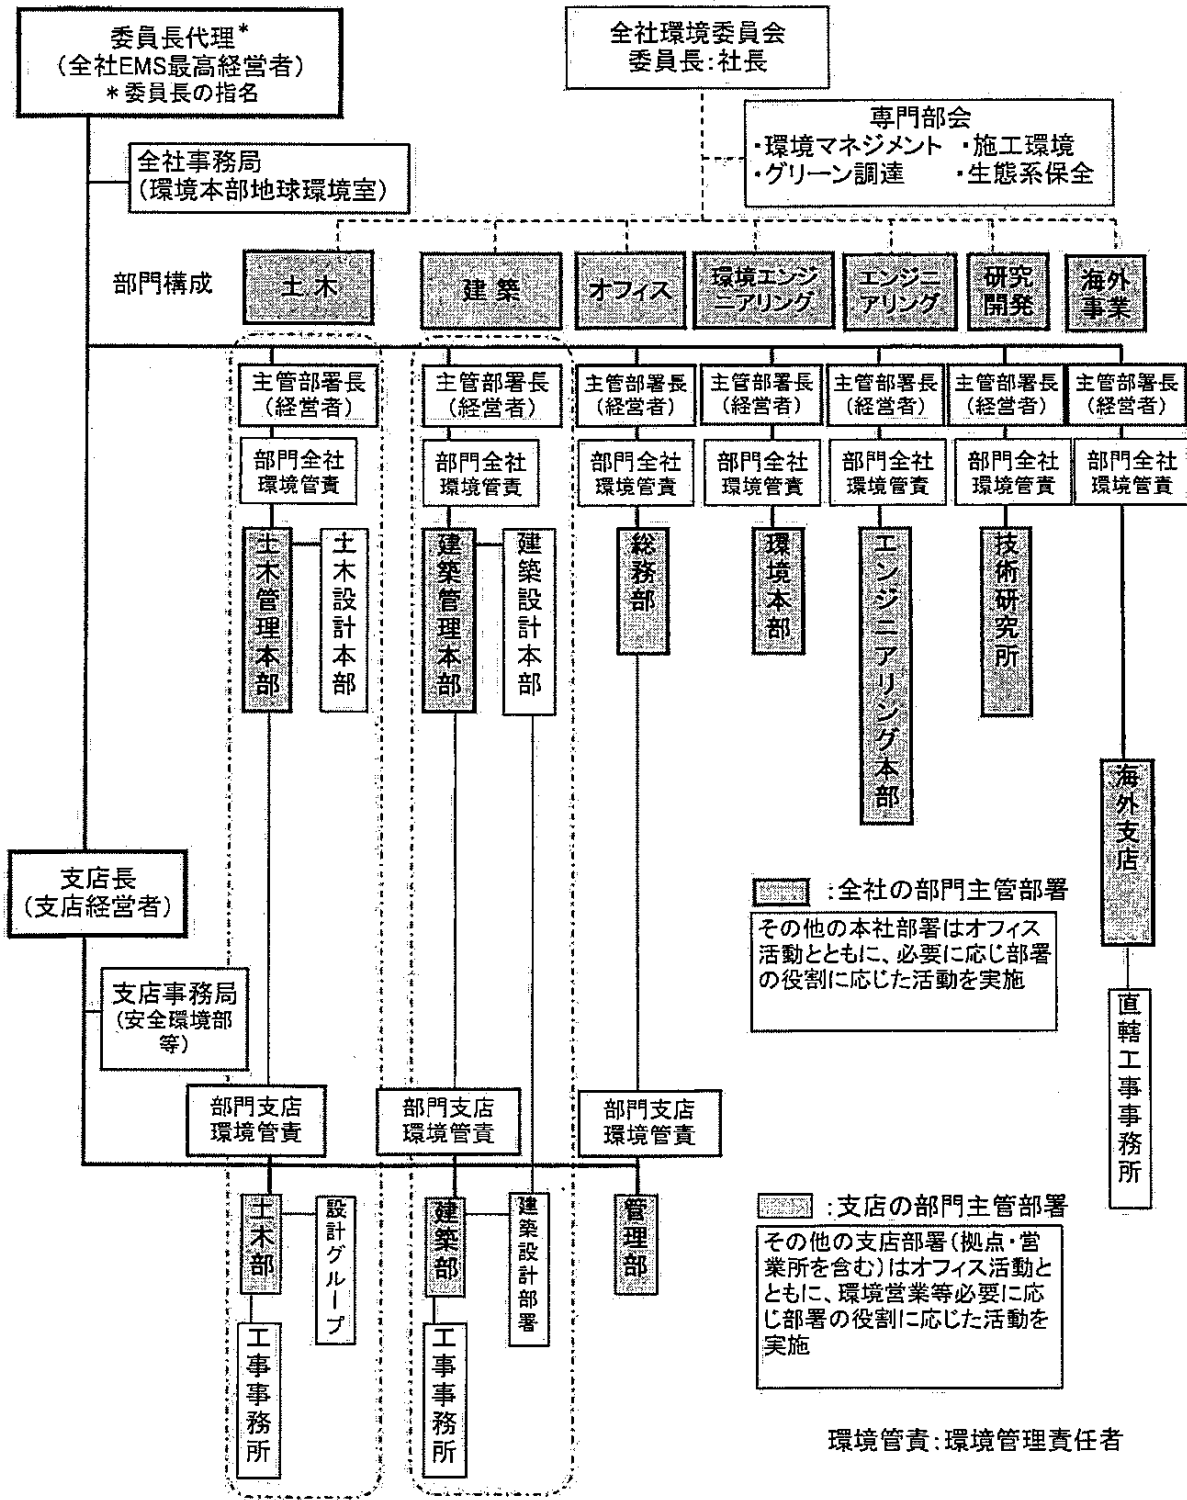 委員長代理*
(全社EMS最高経営者)
*委員長の指名
全社環境委員会
委員長:社長
専門部会
・環境マネジメント ・施工環境
・グリーン調達 ・生態系保全
全社事務局
(環境本部地球環境室)
部門構成
土木
建築
オフィス
環境エンジ
ニアリング
エンジニ
アリング
研究
開発
海外
事業
主管部署長
(経営者)
主管部署長
(経営者)
主管部署長
(経営者)
主管部署長
(経営者)
主管部署長
(経営者)
主管部署長
(経営者)
主管部署長
(経営者)
部門全社
環境管責
部門全社
環境管責
部門全社
環境管責
部門全社
環境管責
部門全社
環境管責
部門全社
環境管責
部門全社
環境管責
土木管理本部
土木設計本部
建築管理本部
建築設計本部
総務部
環境本部
エンジニアリング本部
技術研究所
海外支店
直轄工事事務所
支店長
(支店経営者)
支店事務局
(安全環境部
等)
:全社の部門主管部署
その他の本社部署はオフィス
活動とともに、必要に応じ部署
の役割に応じた活動を実施
部門支店
環境管責
部門支店
環境管責
部門支店
環境管責
土木部
設計グループ
工事事務所
建築部
建築設計部署
工事事務所
管理部
:支店の部門主管部署
その他の支店部署(拠点・営
業所を含む)はオフィス活動と
ともに、環境営業等必要に応
じ部署の役割に応じた活動を
実施
環境管責:環境管理責任者